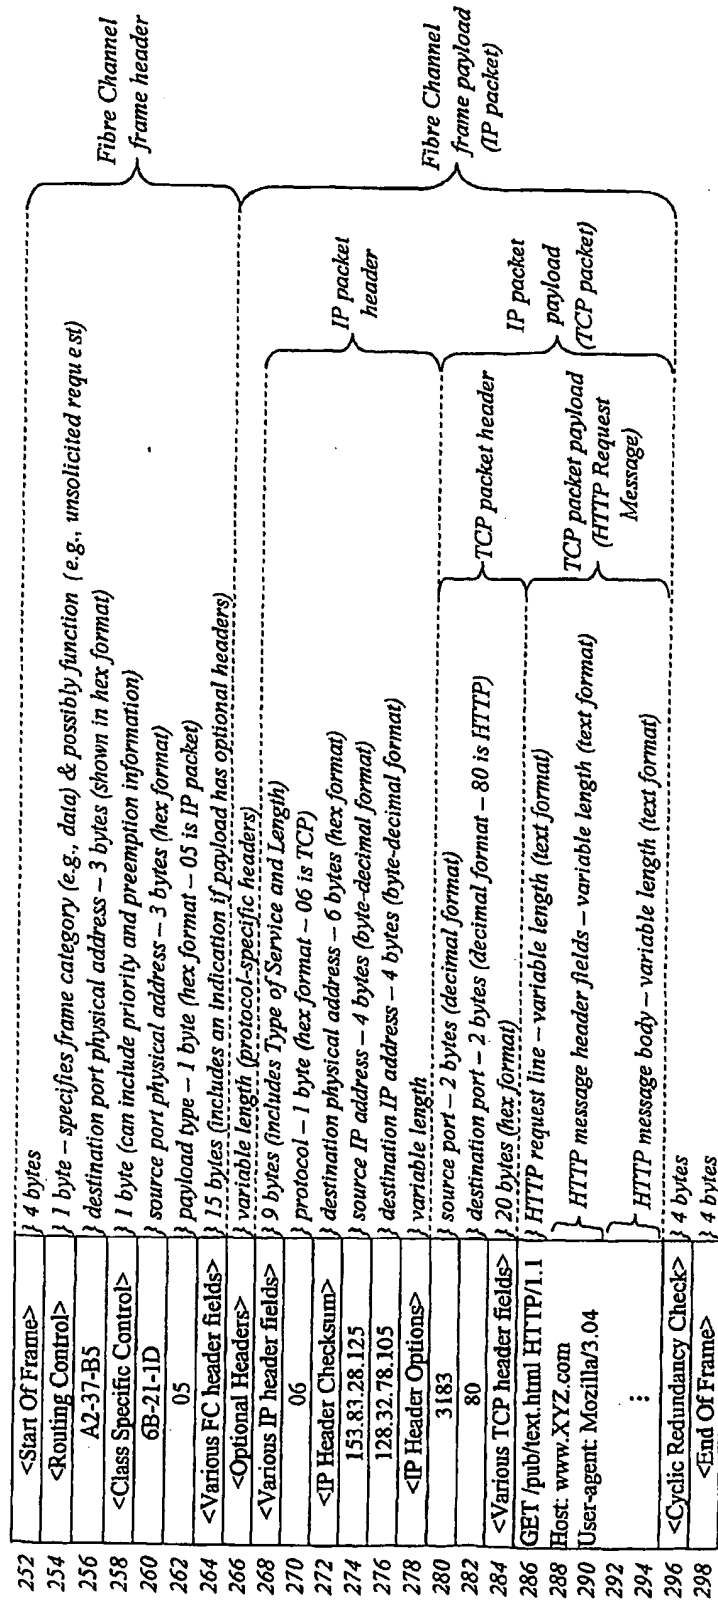 252 <Start Of Frame> } 4 bytes
254 <Routing Control> } 1 byte – specifies frame category (e.g., data) & possibly function (e.g., unsolicited request)
256 A2-37-B5 } destination port physical address – 3 bytes (shown in hex format)
258 <Class Specific Control> } 1 byte (can include priority and preemption information)
260 6B-21-1D } source port physical address – 3 bytes (hex format)
262 05 } payload type – 1 byte (hex format – 05 is IP packet)
264 <Various FC header fields> } 15 bytes (includes an indication if payload has optional headers)
266 <Optional Headers> } variable length (protocol-specific headers)
268 <Various IP header fields> } 9 bytes (includes Type of Service and Length)
270 06 } protocol – 1 byte (hex format – 06 is TCP)
272 <IP Header Checksum> } destination physical address – 6 bytes (hex format)
274 153.83.28.125 } source IP address – 4 bytes (byte-decimal format)
276 128.32.78.105 } destination IP address – 4 bytes (byte-decimal format)
278 <IP Header Options> } variable length
280 3183 } source port – 2 bytes (decimal format)
282 80 } destination port – 2 bytes (decimal format – 80 is HTTP)
284 <Various TCP header fields> } 20 bytes (hex format)
286 GET /pub/text.html HTTP/1.1 } HTTP request line – variable length (text format)
288 Host: www.XYZ.com
290 User-agent: Mozilla/3.04
HTTP message header fields – variable length (text format)
292
294 :
HTTP message body – variable length (text format)
296 <Cyclic Redundancy Check> } 4 bytes
298 <End Of Frame> } 4 bytes
TCP packet header
TCP packet payload
(HTTP Request
Message)
IP packet
header
IP packet
payload
(TCP packet)
Fibre Channel
frame header
Fibre Channel
frame payload
(IP packet)